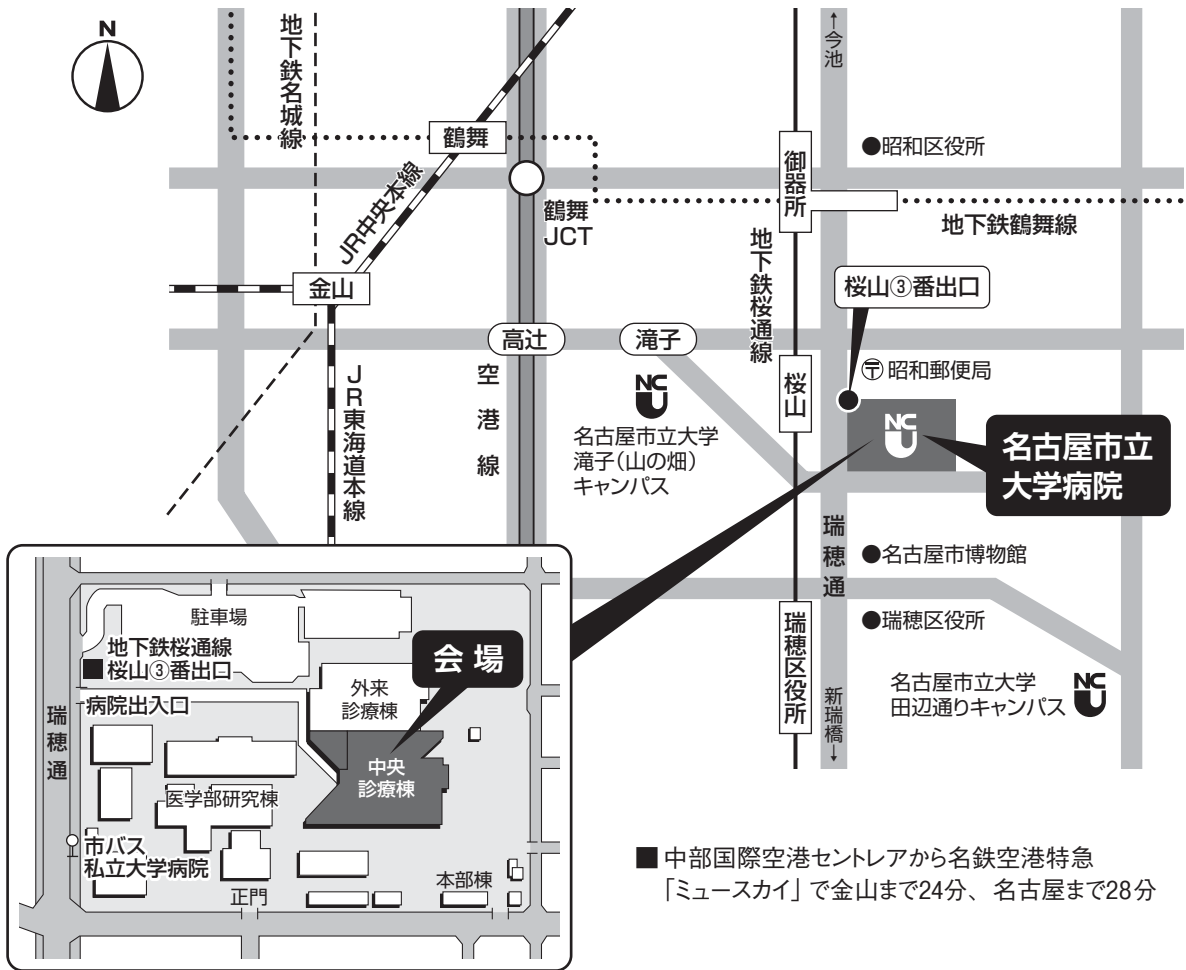 N
地下鉄名城線
↑今池
鶴舞
●昭和区役所
御器所
JR中央本線
鶴舞
JCT
地下鉄鶴舞線
地下鉄桜通線
金山
桜山③番出口
高辻
滝子
JR東海道本線
空港線
桜山
〒昭和郵便局
NCU
名古屋市立大学
滝子(山の畑)
キャンパス
NCU
名古屋市立
大学病院
瑞穂通
●名古屋市博物館
瑞穂区役所
●瑞穂区役所
名古屋市立大学
田辺通りキャンパス
NCU
新瑞橋↓
駐車場
地下鉄桜通線
■桜山③番出口
会場
外来
診療棟
病院出入口
瑞穂通
中央
診療棟
医学部研究棟
市バス
私立大学病院
正門
本部棟
■中部国際空港セントレアから名鉄空港特急
「ミュースカイ」で金山まで24分、名古屋まで28分